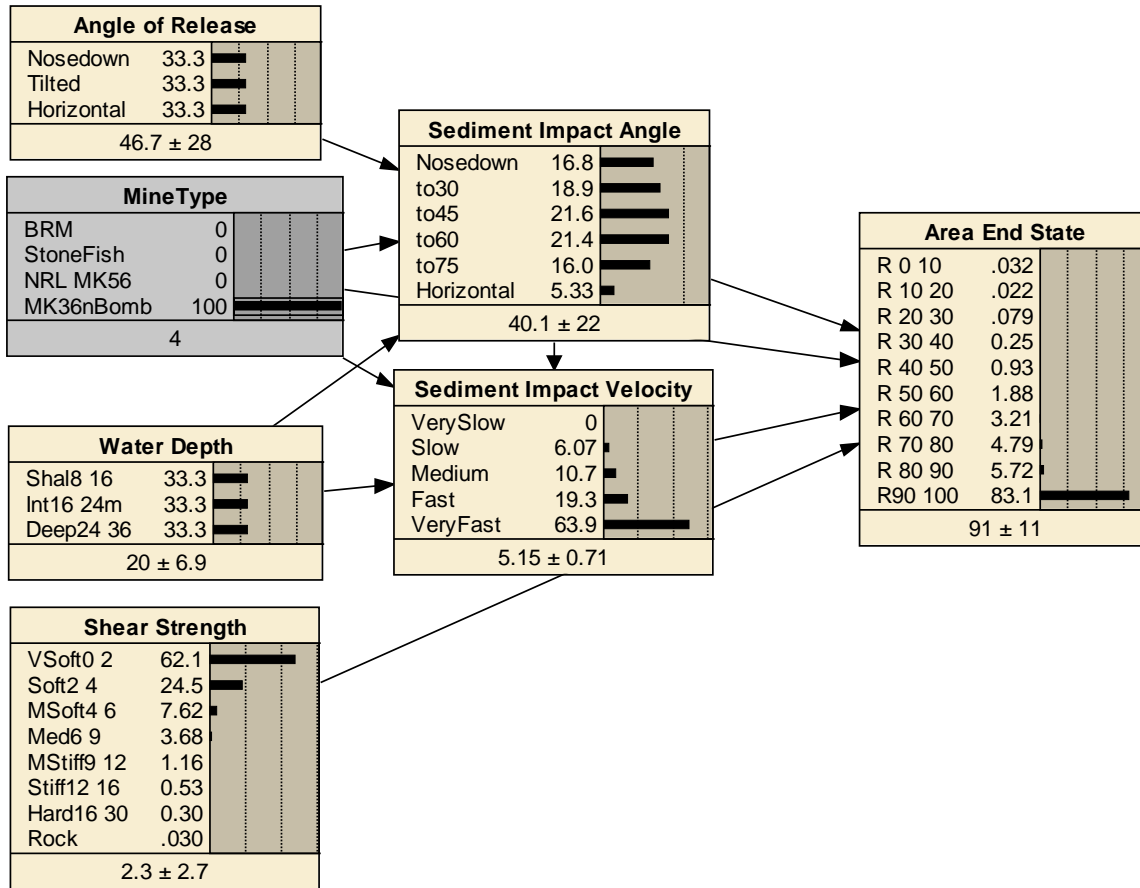 Angle of Release
Nosedown 33.3
Tilted 33.3
Horizontal 33.3
46.7 ± 28
MineType
BRM 0
StoneFish 0
NRL MK56 0
MK36nBomb 100
4
Water Depth
Shal8 16 33.3
Int16 24m 33.3
Deep24 36 33.3
20 ± 6.9
Shear Strength
VSoft0 2 62.1
Soft2 4 24.5
MSoft4 6 7.62
Med6 9 3.68
MStiff9 12 1.16
Stiff12 16 0.53
Hard16 30 0.30
Rock .030
2.3 ± 2.7
Sediment Impact Angle
Nosedown 16.8
to30 18.9
to45 21.6
to60 21.4
to75 16.0
Horizontal 5.33
40.1 ± 22
Sediment Impact Velocity
VerySlow 0
Slow 6.07
Medium 10.7
Fast 19.3
VeryFast 63.9
5.15 ± 0.71
Area End State
R 0 10 .032
R 10 20 .022
R 20 30 .079
R 30 40 0.25
R 40 50 0.93
R 50 60 1.88
R 60 70 3.21
R 70 80 4.79
R 80 90 5.72
R90 100 83.1
91 ± 11